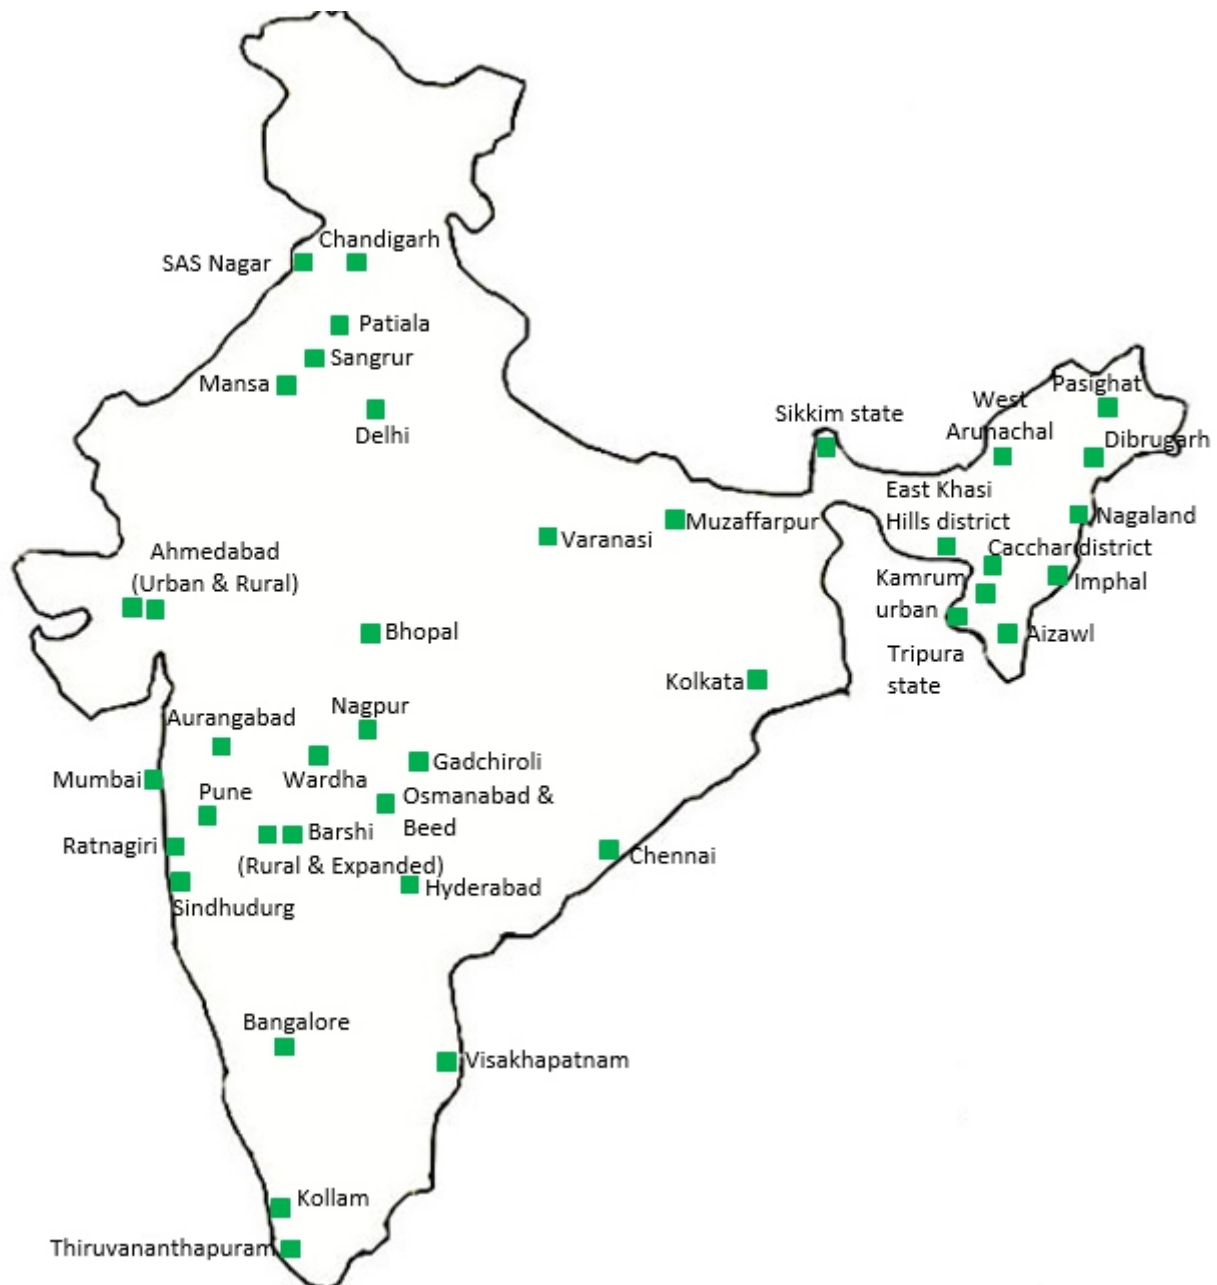 Chandigarh
SAS Nagar
Patiala
Sangrur
Mansa
Delhi
Sikkim state
Pasighat
West
Arunachal
Dibrugarh
East Khasi
Hills district
Nagaland
Cacchar district
Kamrum
urban
Imphal
Tripura
state
Aizawl
Muzaffarpur
Varanasi
Ahmedabad
(Urban & Rural)
Bhopal
Kolkata
Nagpur
Aurangabad
Wardha
Gadchiroli
Mumbai
Pune
Osmanabad &
Beed
Barshi
(Rural & Expanded)
Ratnagiri
Chennai
Hyderabad
Sindhudurg
Bangalore
Visakhapatnam
Kollam
Thiruvananthapuram